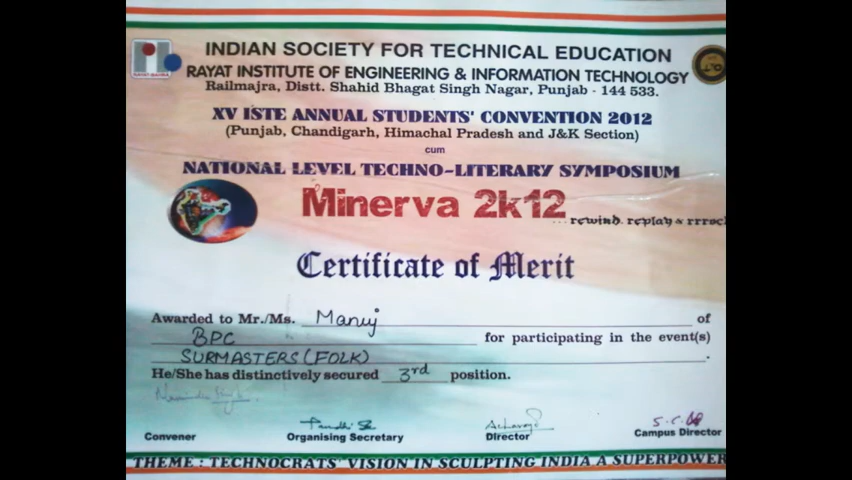 INDIAN SOCIETY FOR TECHNICAL EDUCATION
RAYAT INSTITUTE OF ENGINEERING & INFORMATION TECHNOLOGY
Railmajra, Distt. Shahid Bhagat Singh Nagar, Punjab - 144 533.
XV ISTE ANNUAL STUDENTS' CONVENTION 2012
(Punjab, Chandigarh, Himachal Pradesh and J&K Section)
cum
NATIONAL LEVEL TECHNO-LITERARY SYMPOSIUM
Minerva 2k12
...rewind. replay & rrrock
Certificate of Merit
Awarded to Mr./Ms. Manuj of
BPC for participating in the event(s)
SURMASTERS (FOLK).
He/She has distinctively secured 3rd position.
Convener Organising Secretary Director Campus Director
THEME : TECHNOCRATS' VISION IN SCULPTING INDIA A SUPERPOWER